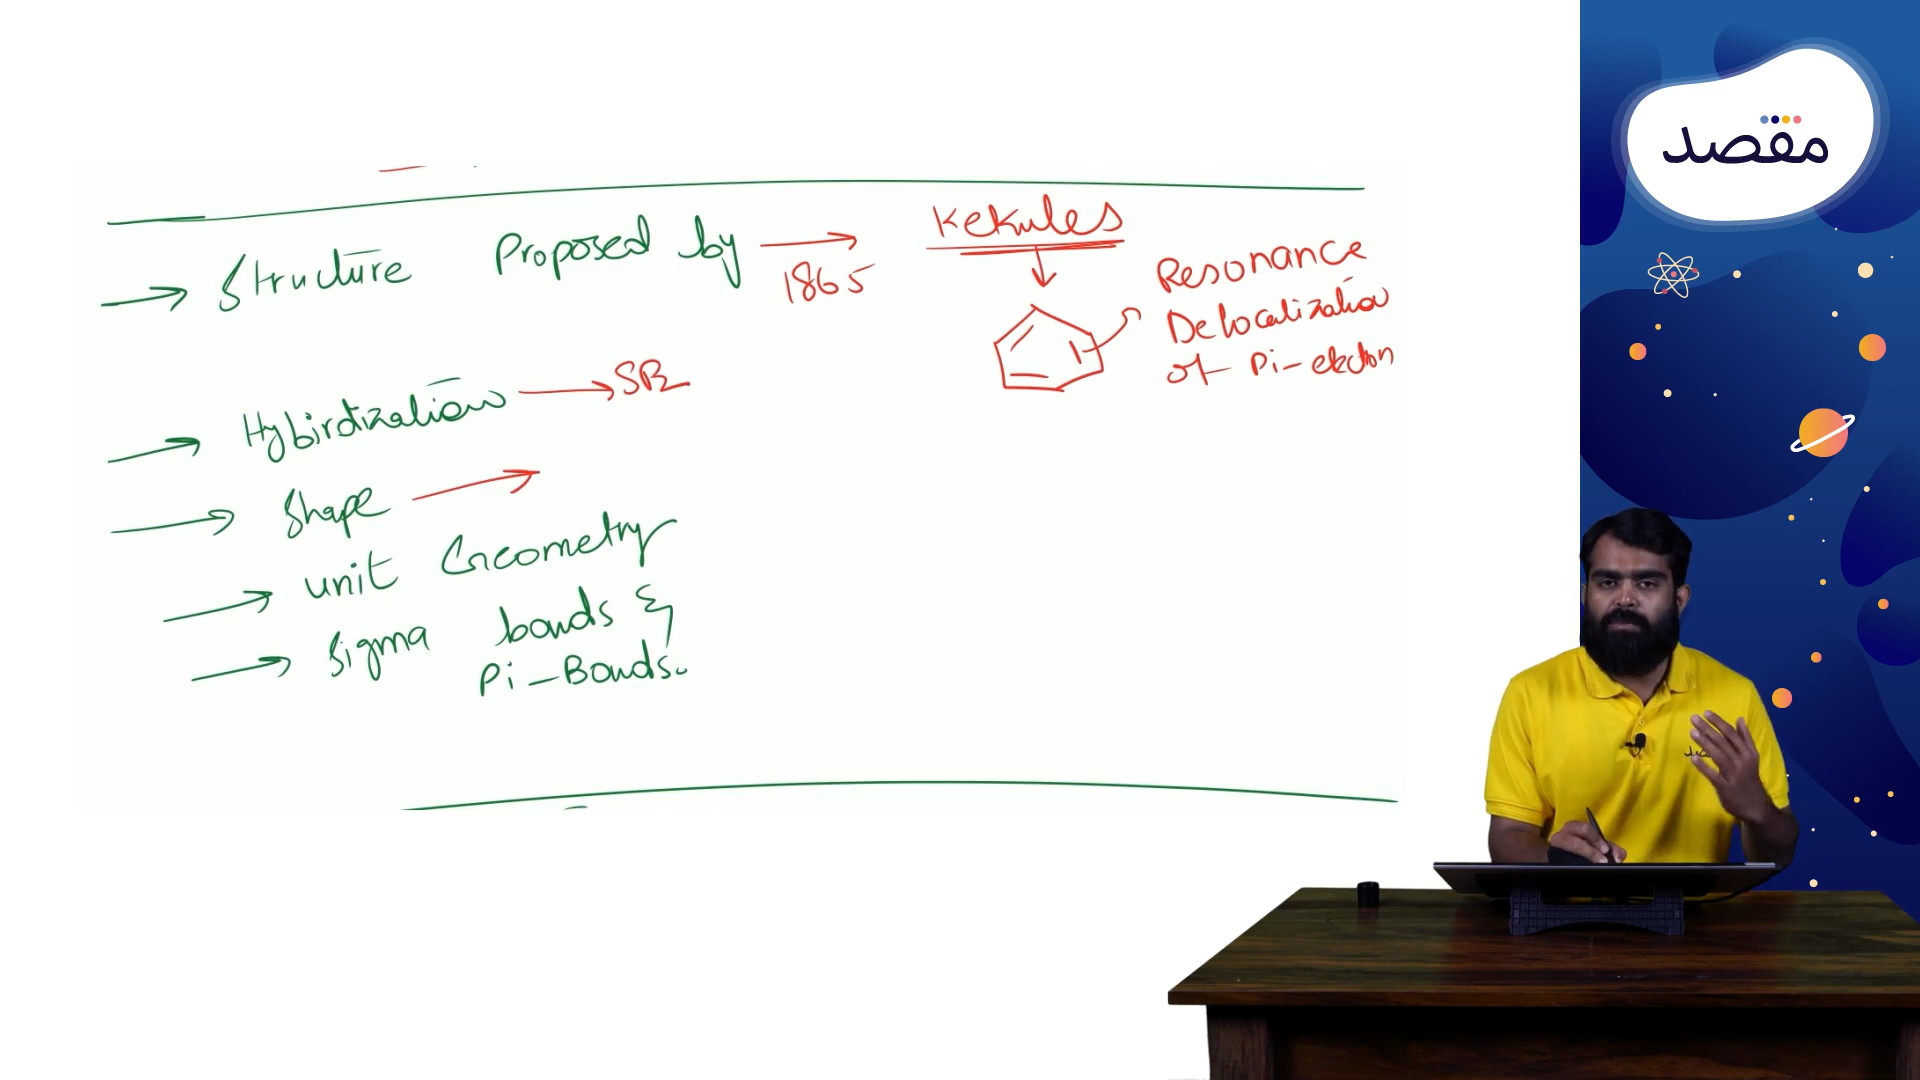 Structure Proposed by → 1865 Kekules
Resonance
Delocalization
of Pi-electron
Hybirdization → SP2
Shape →
unit Geometry
Sigma bonds &
Pi-Bonds.
مقصد